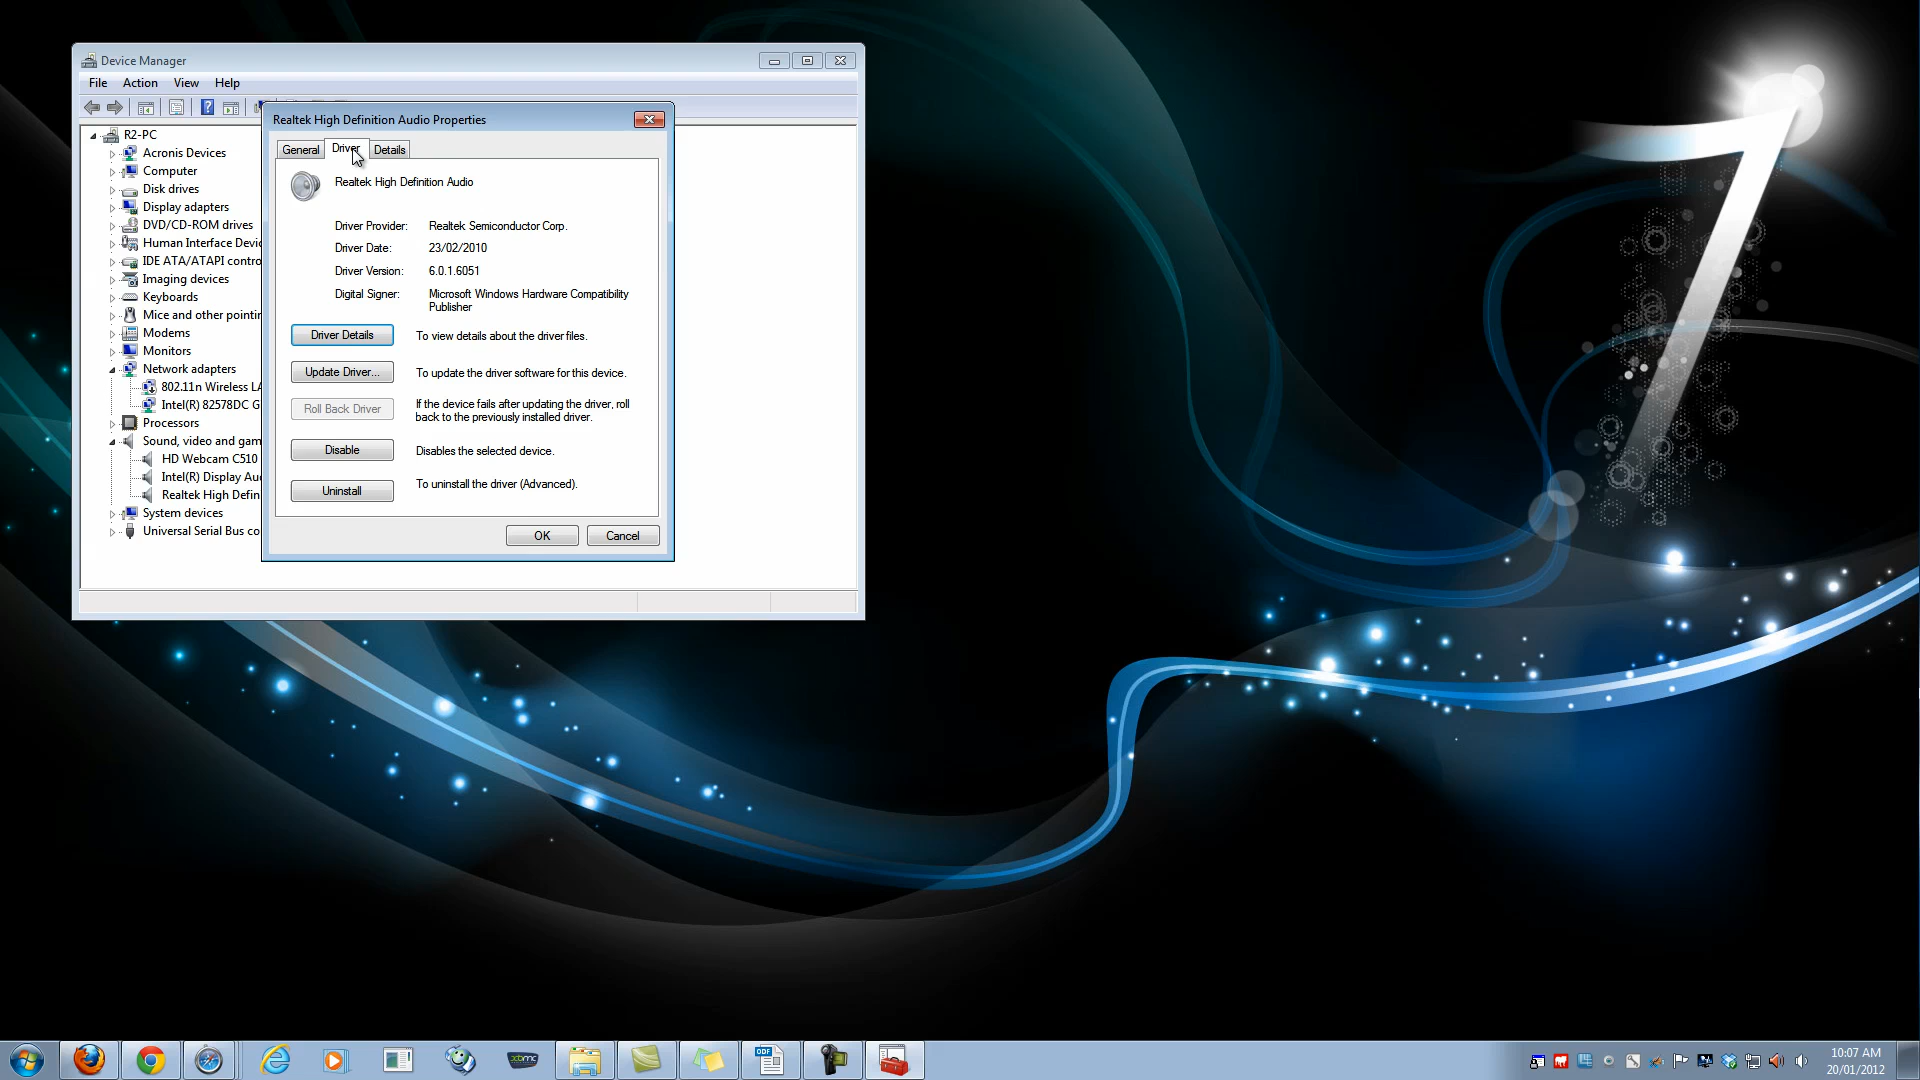 Device Manager
File Action View Help
R2-PC
Acronis Devices
Computer
Disk drives
Display adapters
DVD/CD-ROM drives
Human Interface Devi
IDE ATA/ATAPI contro
Imaging devices
Keyboards
Mice and other pointin
Modems
Monitors
Network adapters
802.11n Wireless LA
Intel(R) 82578DC G
Processors
Sound, video and gam
HD Webcam C510
Intel(R) Display Au
Realtek High Defin
System devices
Universal Serial Bus co
Realtek High Definition Audio Properties
General Driver Details
Realtek High Definition Audio
Driver Provider: Realtek Semiconductor Corp.
Driver Date: 23/02/2010
Driver Version: 6.0.1.6051
Digital Signer: Microsoft Windows Hardware Compatibility
Publisher
Driver Details To view details about the driver files.
Update Driver... To update the driver software for this device.
Roll Back Driver If the device fails after updating the driver, roll
back to the previously installed driver.
Disable Disables the selected device.
Uninstall To uninstall the driver (Advanced).
OK Cancel
7
xbmc
ODF
10:07 AM
20/01/2012